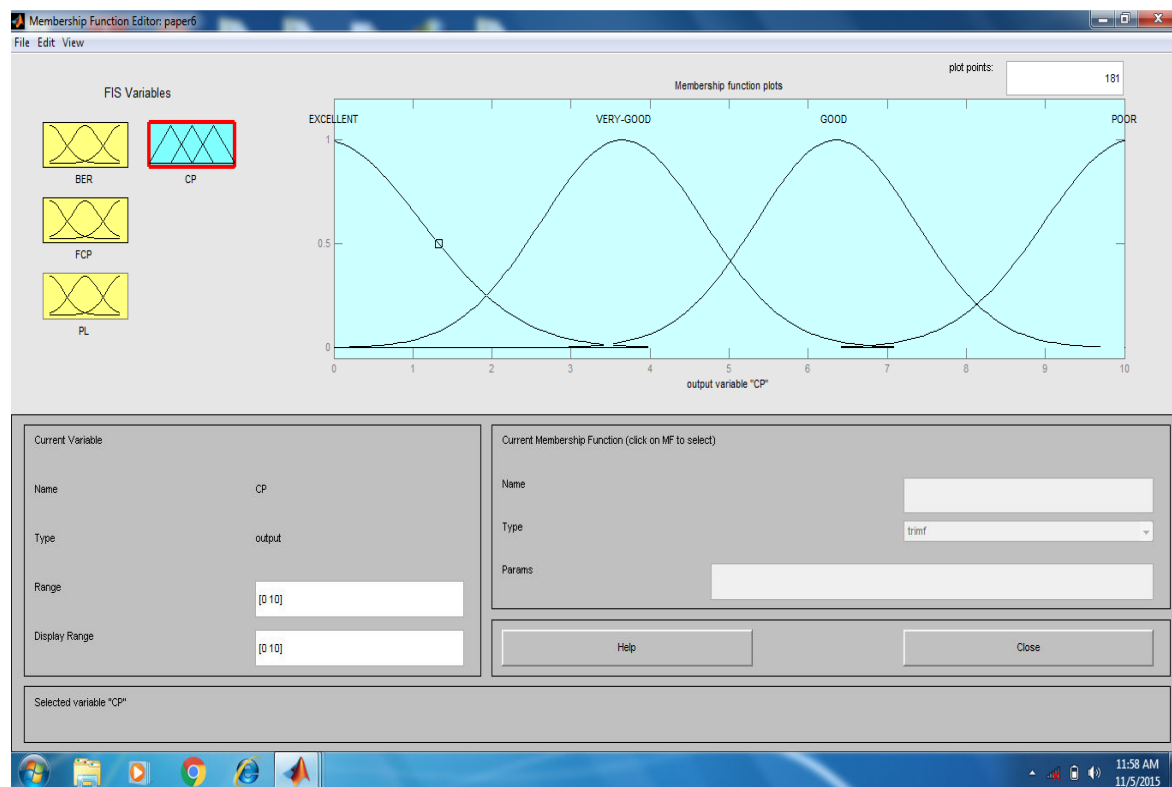 Membership Function Editor: paper6
File Edit View
FIS Variables
BER
CP
FCP
PL
plot points:
181
Membership function plots
EXCELLENT
VERY-GOOD
GOOD
POOR
1
0.5
0
0 1 2 3 4 5 6 7 8 9 10
output variable "CP"
Current Variable
Name
CP
Type
output
Range
[0 10]
Display Range
[0 10]
Current Membership Function (click on MF to select)
Name
Type
trimf
Params
Help
Close
Selected variable "CP"
11:58 AM
11/5/2015